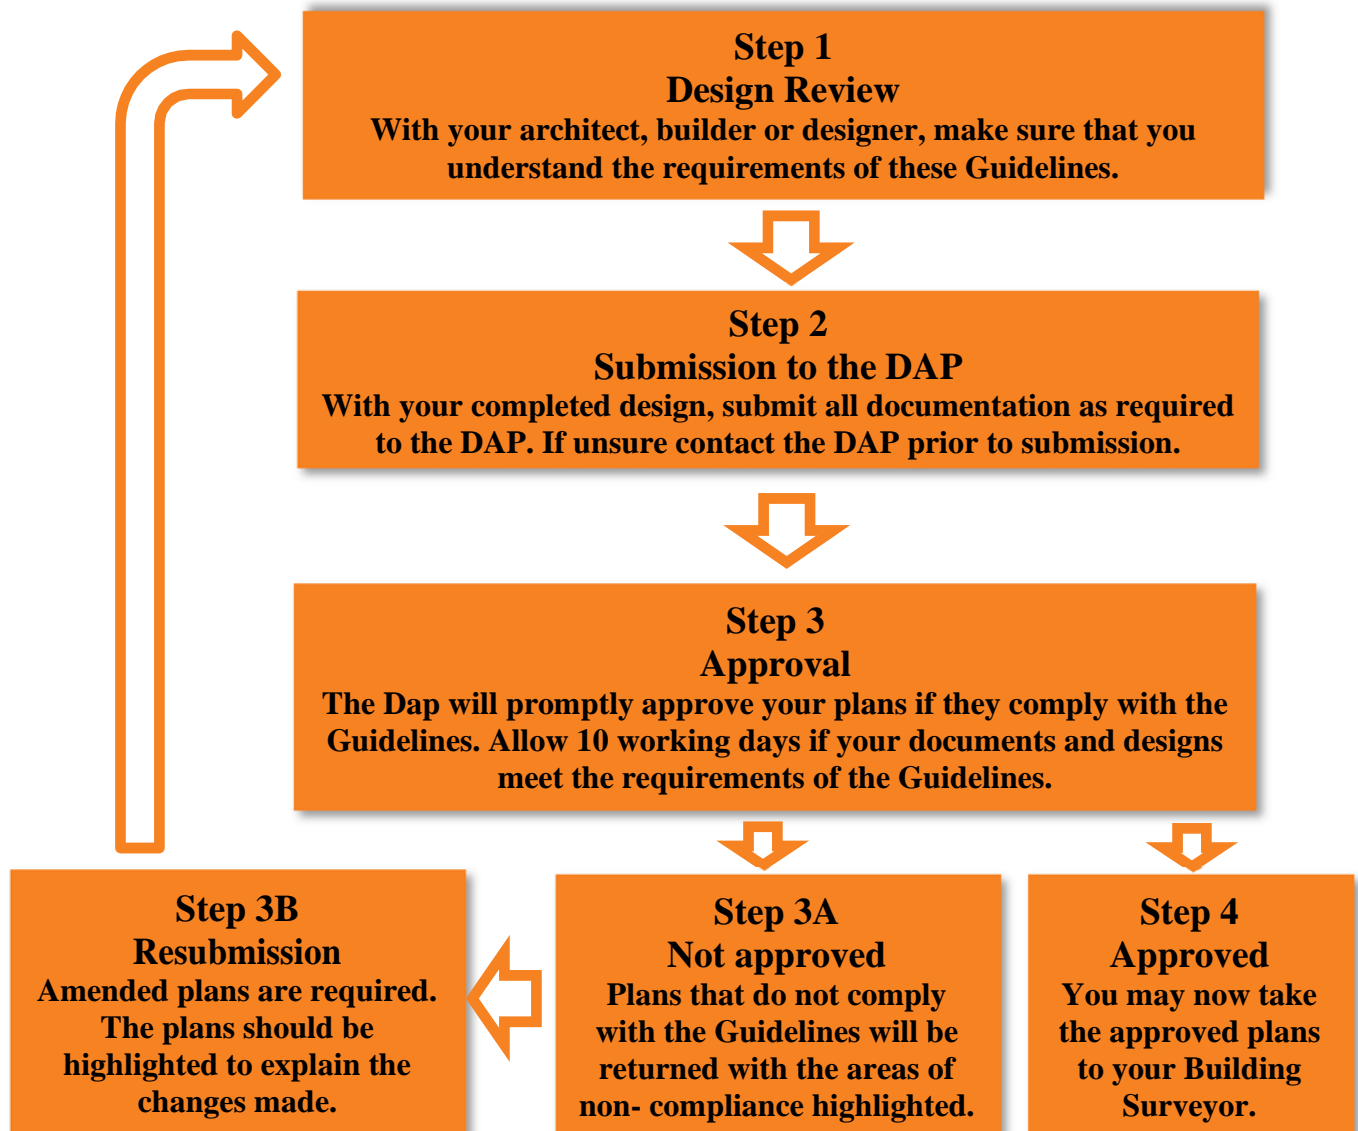 Step 1
Design Review
With your architect, builder or designer, make sure that you
understand the requirements of these Guidelines.
Step 2
Submission to the DAP
With your completed design, submit all documentation as required
to the DAP. If unsure contact the DAP prior to submission.
Step 3
Approval
The Dap will promptly approve your plans if they comply with the
Guidelines. Allow 10 working days if your documents and designs
meet the requirements of the Guidelines.
Step 3B
Resubmission
Amended plans are required.
The plans should be
highlighted to explain the
changes made.
Step 3A
Not approved
Plans that do not comply
with the Guidelines will be
returned with the areas of
non- compliance highlighted.
Step 4
Approved
You may now take
the approved plans
to your Building
Surveyor.